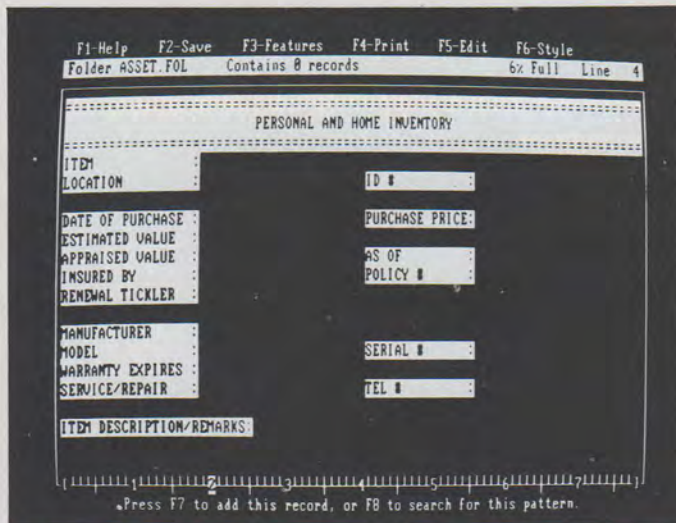 F1-Help F2-Save F3-Features F4-Print F5-Edit F6-Style
Folder ASSET.FOL Contains 0 records 6% Full Line 4
PERSONAL AND HOME INVENTORY
ITEM :
LOCATION : ID # :
DATE OF PURCHASE : PURCHASE PRICE:
ESTIMATED VALUE :
APPRAISED VALUE : AS OF :
INSURED BY : POLICY # :
RENEWAL TICKLER :
MANUFACTURER :
MODEL : SERIAL # :
WARRANTY EXPIRES :
SERVICE/REPAIR : TEL # :
ITEM DESCRIPTION/REMARKS:
1 2 3 4 5 6 7
Press F7 to add this record, or F8 to search for this pattern.